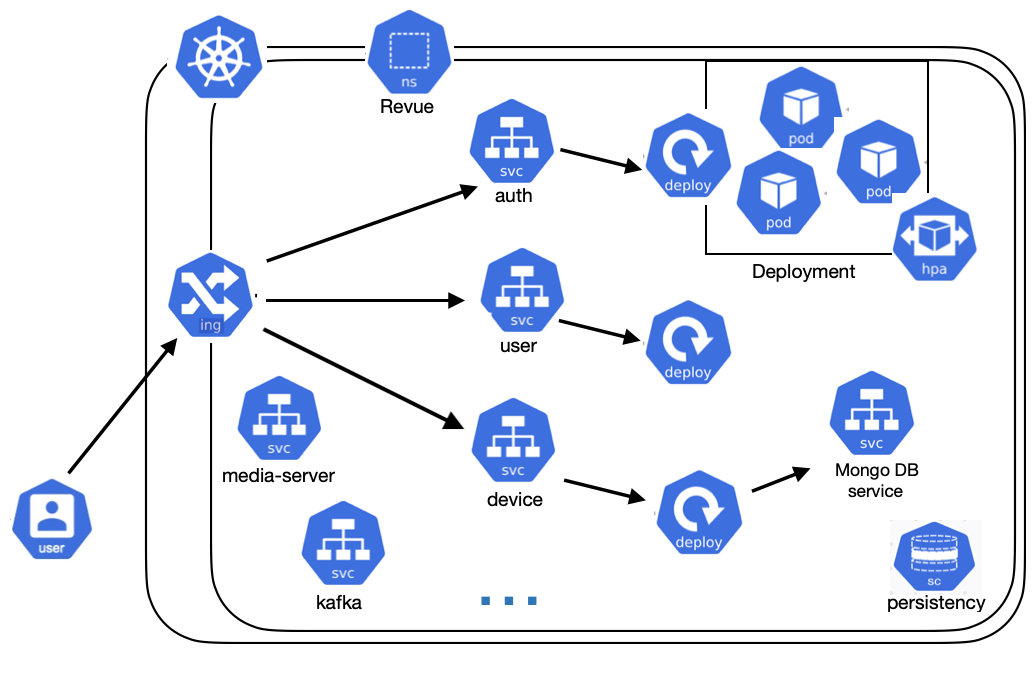 ns
Revue
svc
auth
deploy
pod
pod
pod
hpa
Deployment
ing
svc
user
deploy
svc
media-server
svc
device
svc
Mongo DB
service
user
deploy
svc
kafka
sc
persistency